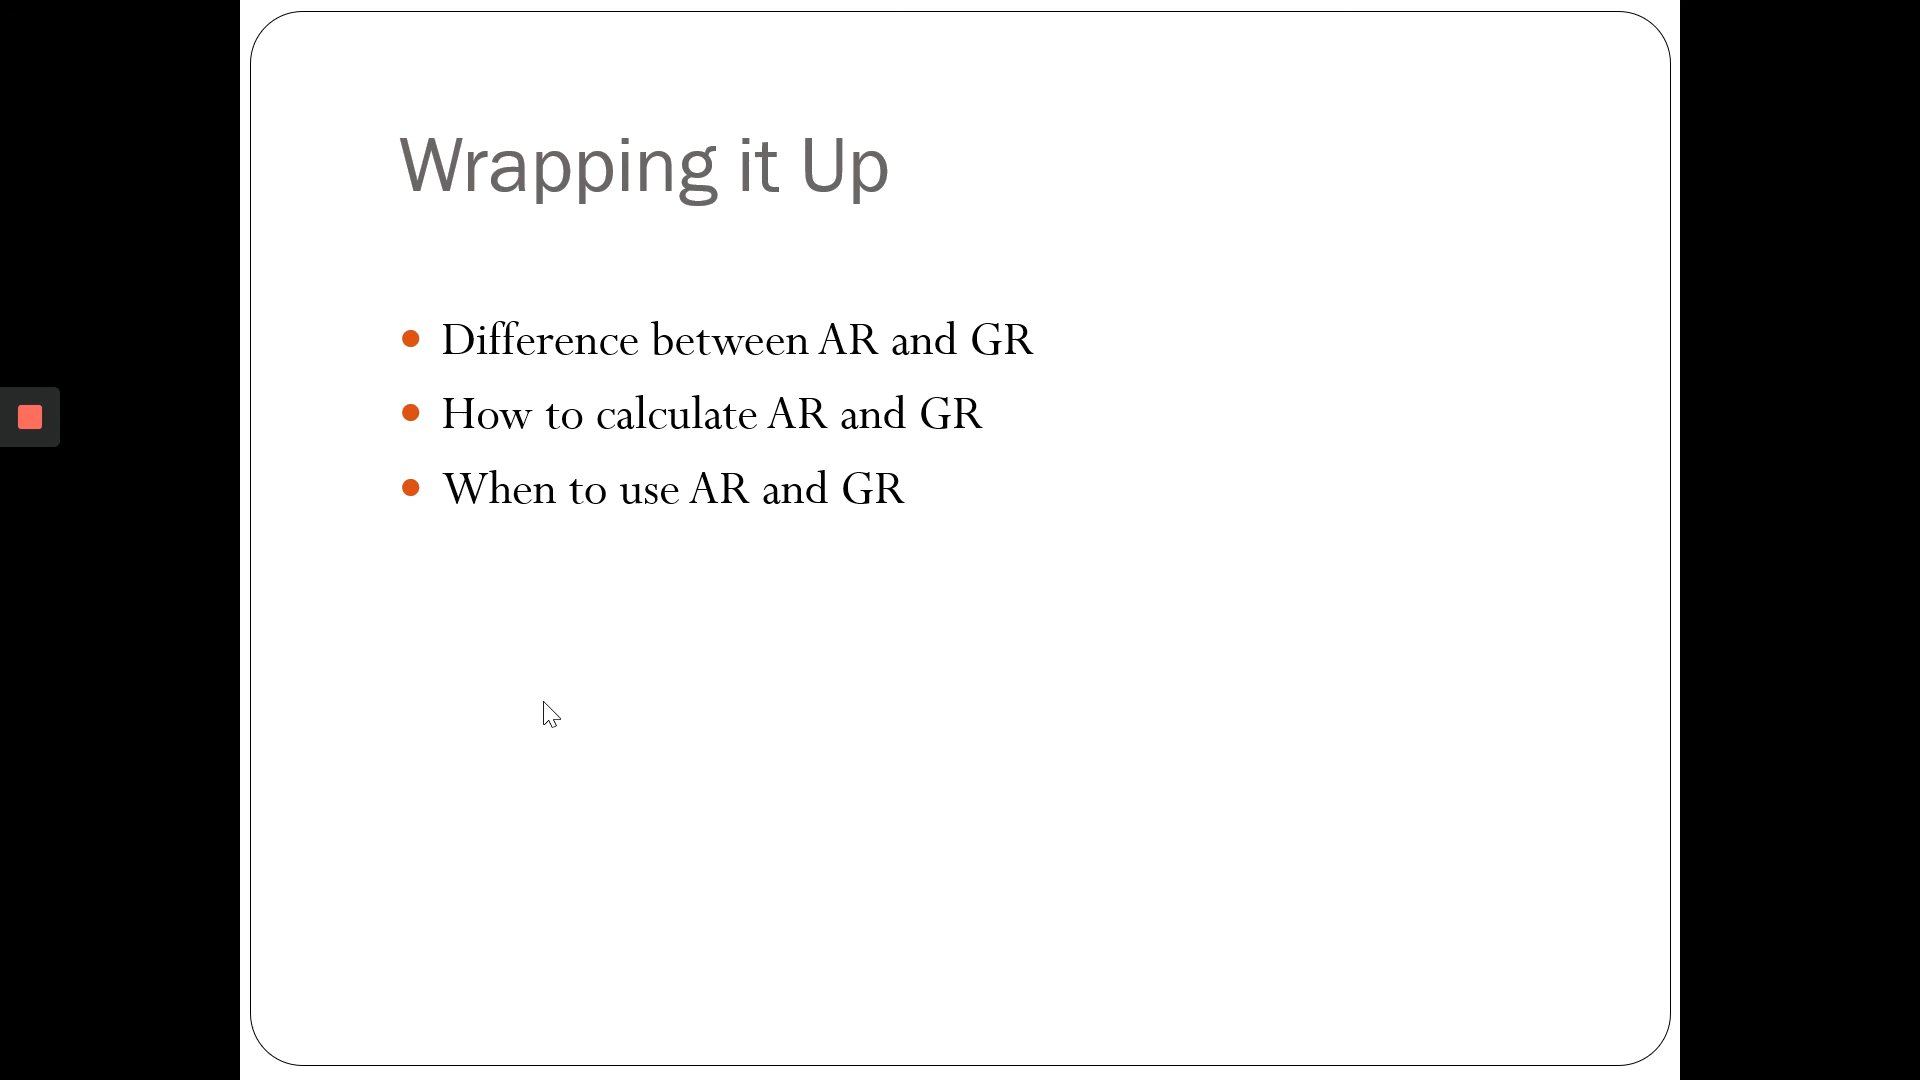 Wrapping it Up
Difference between AR and GR
How to calculate AR and GR
When to use AR and GR